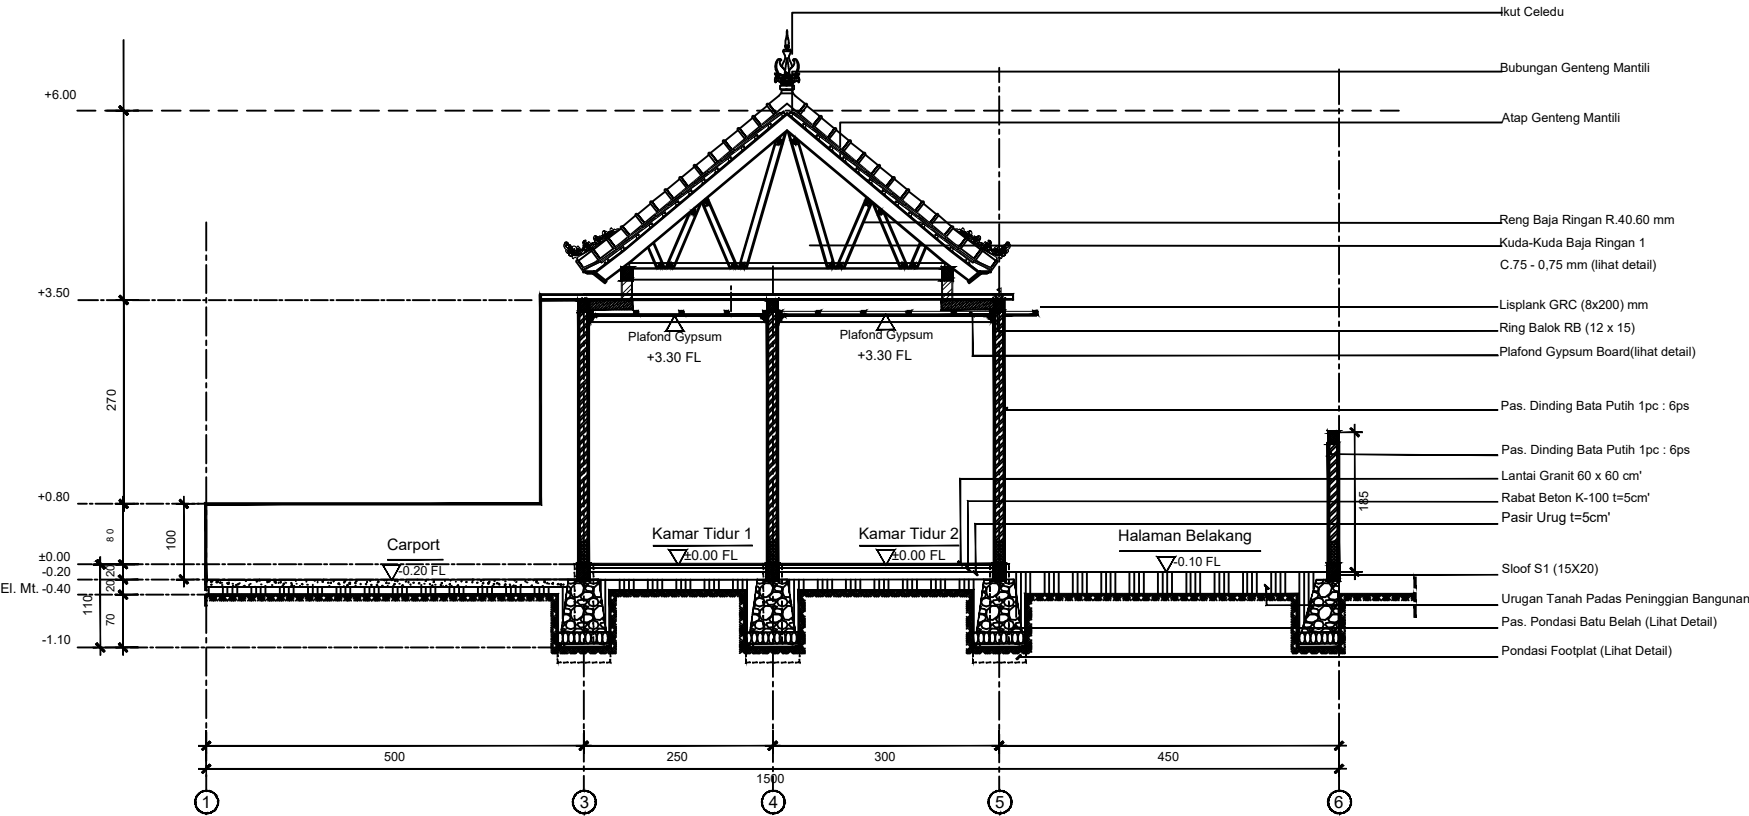 Ikut Celedu
Bubungan Genteng Mantili
+6.00
Atap Genteng Mantili
Reng Baja Ringan R.40.60 mm
Kuda-Kuda Baja Ringan 1
C.75 - 0,75 mm (lihat detail)
+3.50
Lisplank GRC (8x200) mm
Ring Balok RB (12 x 15)
Plafond Gypsum
+3.30 FL
Plafond Gypsum
+3.30 FL
Plafond Gypsum Board(lihat detail)
270
Pas. Dinding Bata Putih 1pc : 6ps
Pas. Dinding Bata Putih 1pc : 6ps
Lantai Granit 60 x 60 cm'
185
+0.80
Rabat Beton K-100 t=5cm'
Pasir Urug t=5cm'
80
100
Carport
-0.20 FL
Kamar Tidur 1
±0.00 FL
Kamar Tidur 2
±0.00 FL
Halaman Belakang
-0.10 FL
±0.00
-0.20
20
20
El. Mt. -0.40
110
70
-1.10
Sloof S1 (15X20)
Urugan Tanah Padas Peninggian Bangunan
Pas. Pondasi Batu Belah (Lihat Detail)
Pondasi Footplat (Lihat Detail)
500
250
300
450
1500
1
3
4
5
6